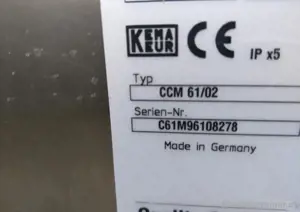 KEMA
KEUR CE IP x5
Typ
CCM 61/02
Serien-Nr.
C61M96108278
Made in Germany